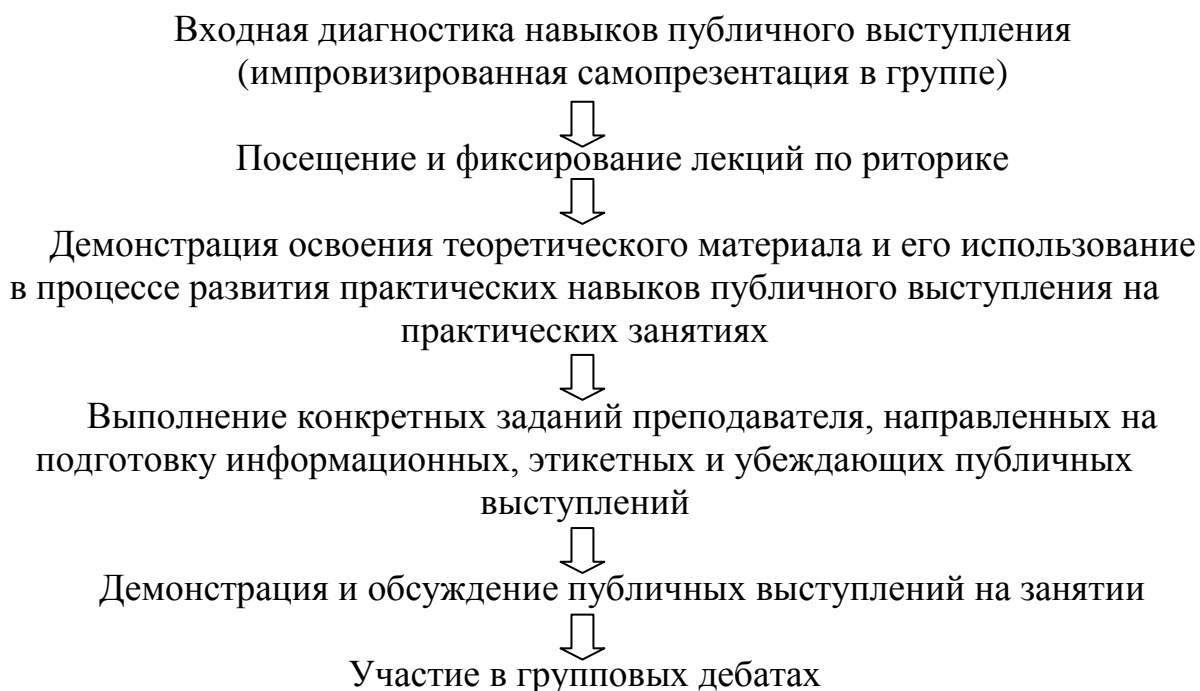 Входная диагностика навыков публичного выступления
(импровизированная самопрезентация в группе)
Посещение и фиксирование лекций по риторике
Демонстрация освоения теоретического материала и его использование
в процессе развития практических навыков публичного выступления на
практических занятиях
Выполнение конкретных заданий преподавателя, направленных на
подготовку информационных, этикетных и убеждающих публичных
выступлений
Демонстрация и обсуждение публичных выступлений на занятии
Участие в групповых дебатах